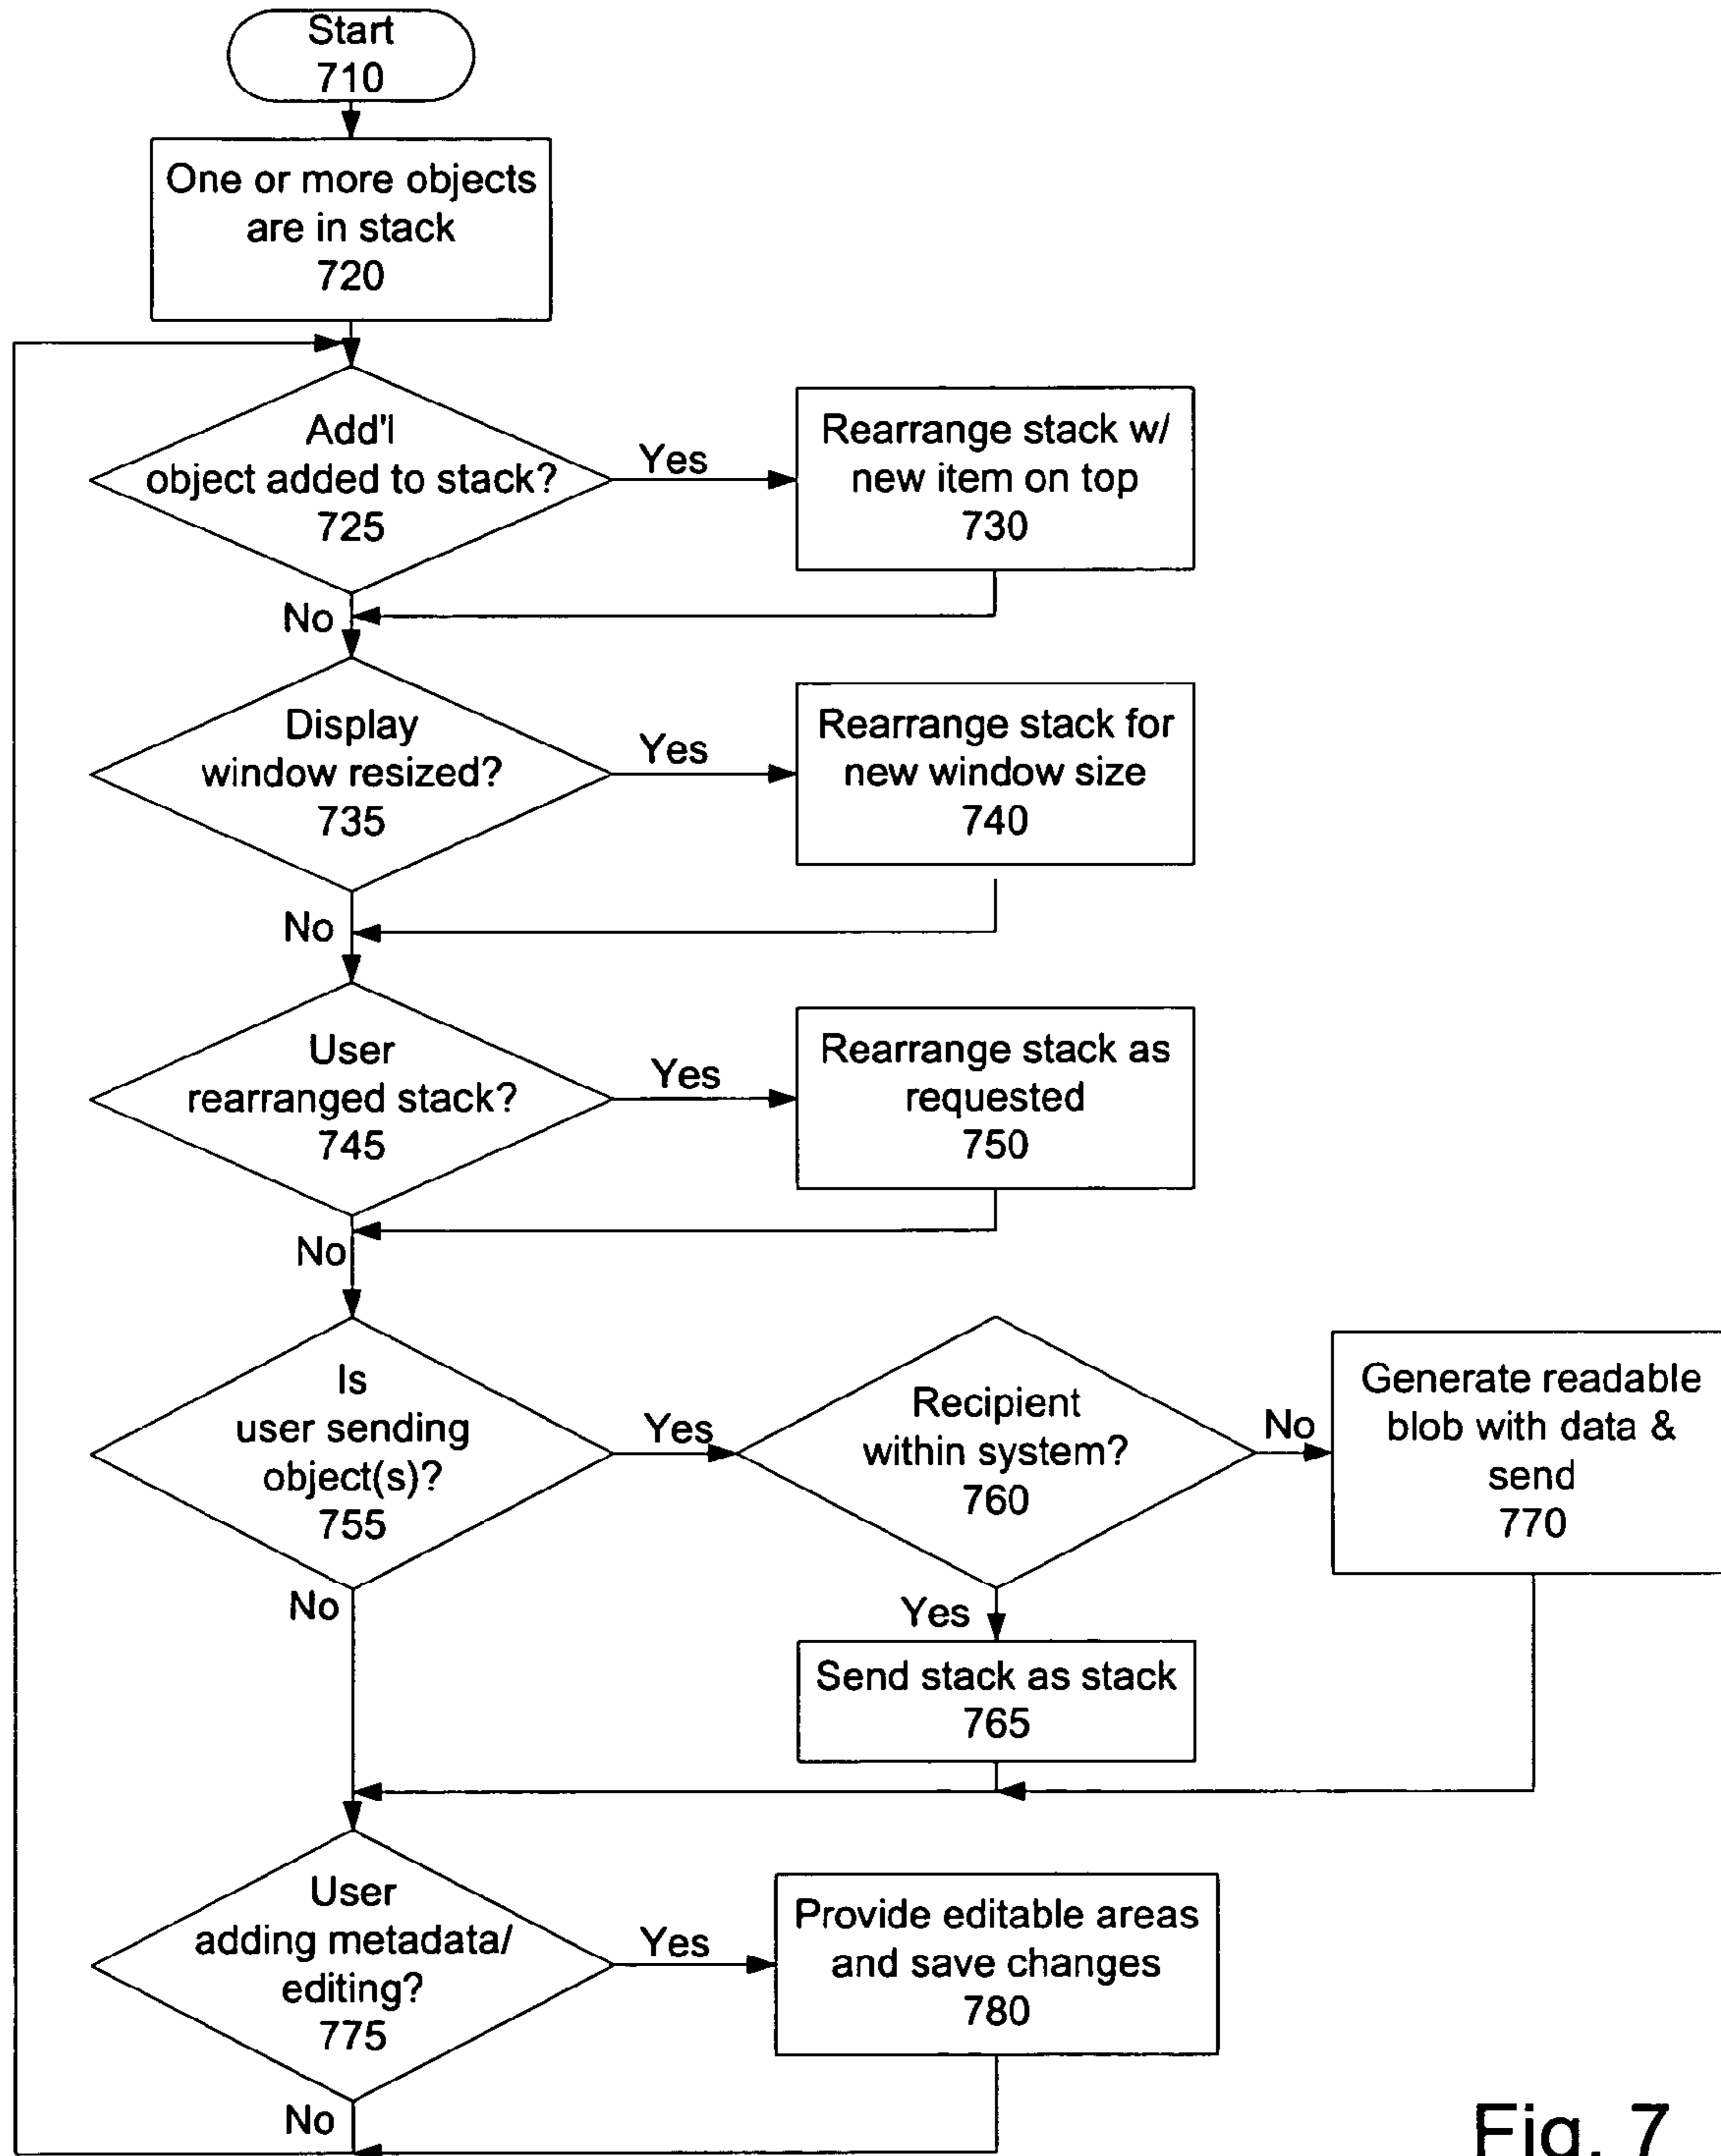 Start
710
One or more objects
are in stack
720
Add'l
object added to stack?
725
Yes
Rearrange stack w/
new item on top
730
No
Display
window resized?
735
Yes
Rearrange stack for
new window size
740
No
User
rearranged stack?
745
Yes
Rearrange stack as
requested
750
No
Is
user sending
object(s)?
755
Yes
Recipient
within system?
760
No
Generate readable
blob with data &
send
770
No
Yes
Send stack as stack
765
User
adding metadata/
editing?
775
Yes
Provide editable areas
and save changes
780
No
Fig. 7